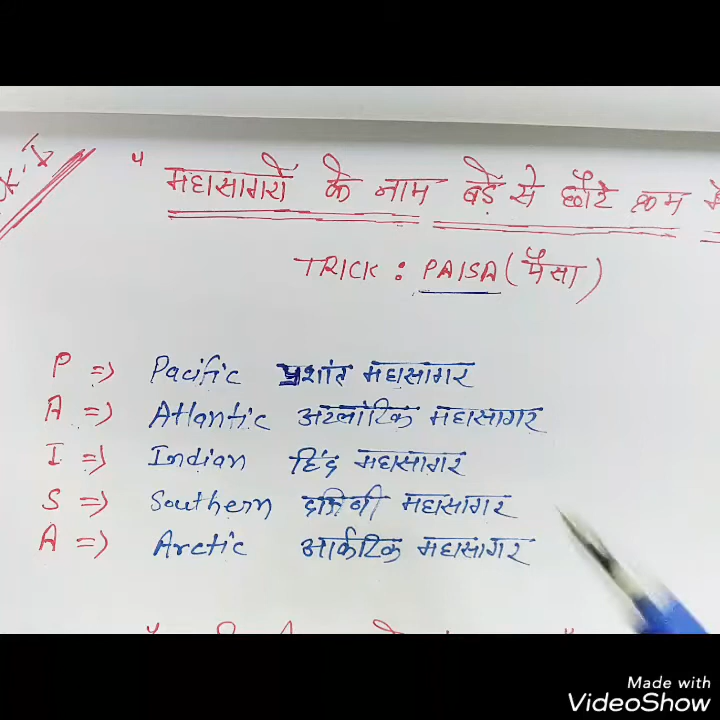 " महासागरों के नाम बड़े से छोटे क्रम मे
TRICK : PAISA (पैसा)
P => Pacific प्रशांत महासागर
A => Atlantic अटलांटिक महासागर
I => Indian हिंद महासागर
S => Southern दक्षिणी महासागर
A => Arctic आर्कटिक महासागर
Made with
VideoShow